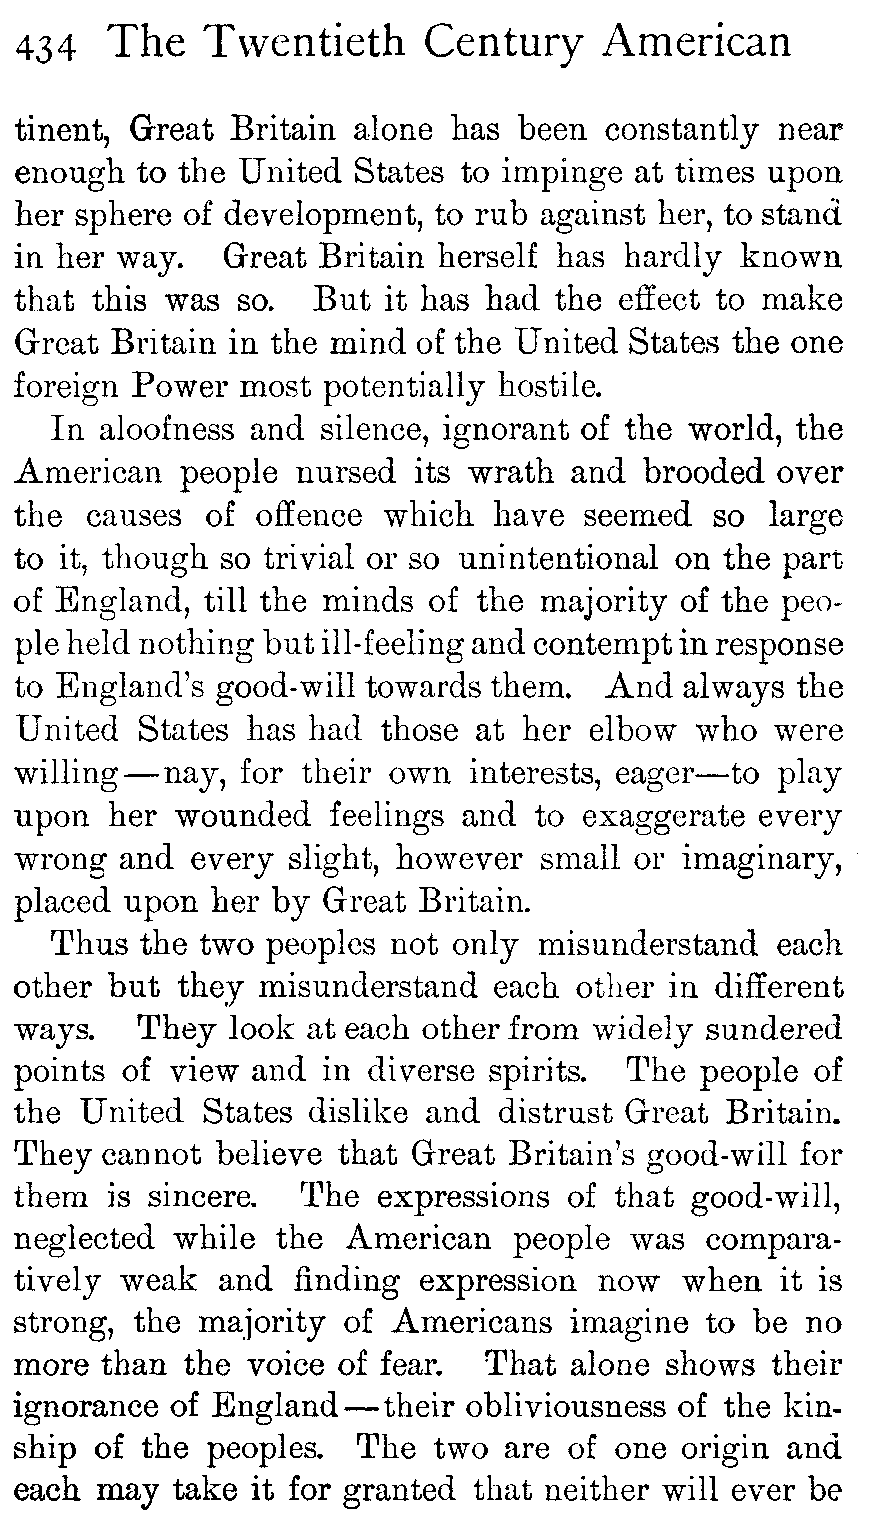 434 The Twentieth Century American
tinent, Great Britain alone has been constantly near
enough to the United States to impinge at times upon
her sphere of development, to rub against her, to stand
in her way. Great Britain herself has hardly known
that this was so. But it has had the effect to make
Great Britain in the mind of the United States the one
foreign Power most potentially hostile.
In aloofness and silence, ignorant of the world, the
American people nursed its wrath and brooded over
the causes of offence which have seemed so large
to it, though so trivial or so unintentional on the part
of England, till the minds of the majority of the peo-
ple held nothing but ill-feeling and contempt in response
to England's good-will towards them. And always the
United States has had those at her elbow who were
willing—nay, for their own interests, eager—to play
upon her wounded feelings and to exaggerate every
wrong and every slight, however small or imaginary,
placed upon her by Great Britain.
Thus the two peoples not only misunderstand each
other but they misunderstand each other in different
ways. They look at each other from widely sundered
points of view and in diverse spirits. The people of
the United States dislike and distrust Great Britain.
They cannot believe that Great Britain's good-will for
them is sincere. The expressions of that good-will,
neglected while the American people was compara-
tively weak and finding expression now when it is
strong, the majority of Americans imagine to be no
more than the voice of fear. That alone shows their
ignorance of England—their obliviousness of the kin-
ship of the peoples. The two are of one origin and
each may take it for granted that neither will ever be